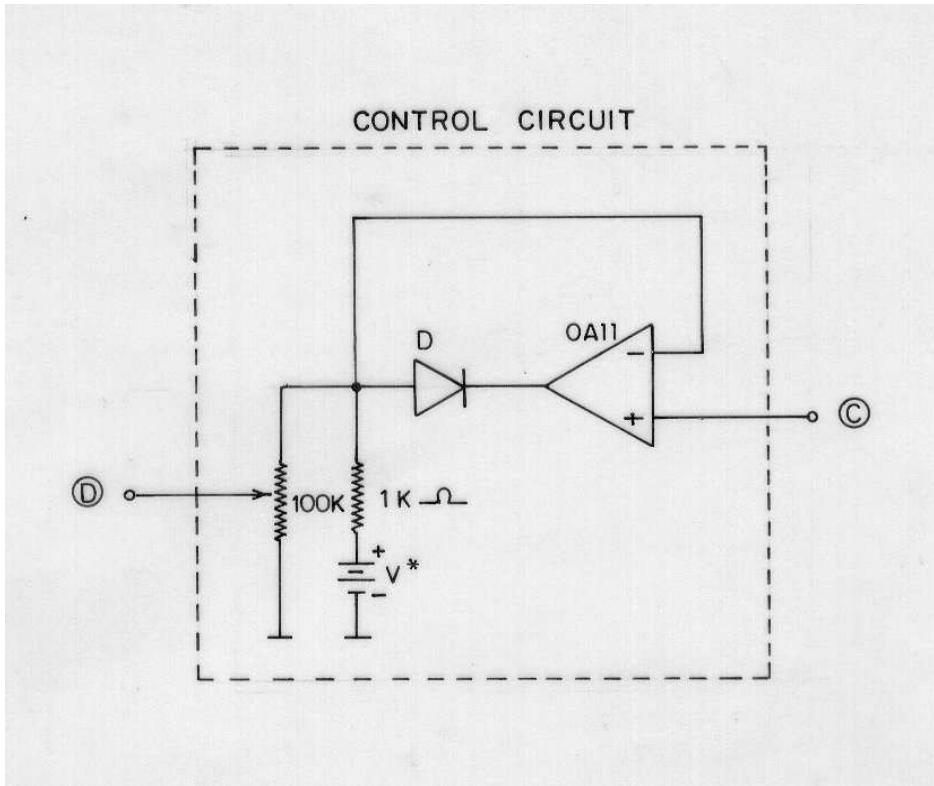 CONTROL CIRCUIT
D
OA11
−
+
Ⓒ
Ⓓ
100K
1K Ω
+
V*
−